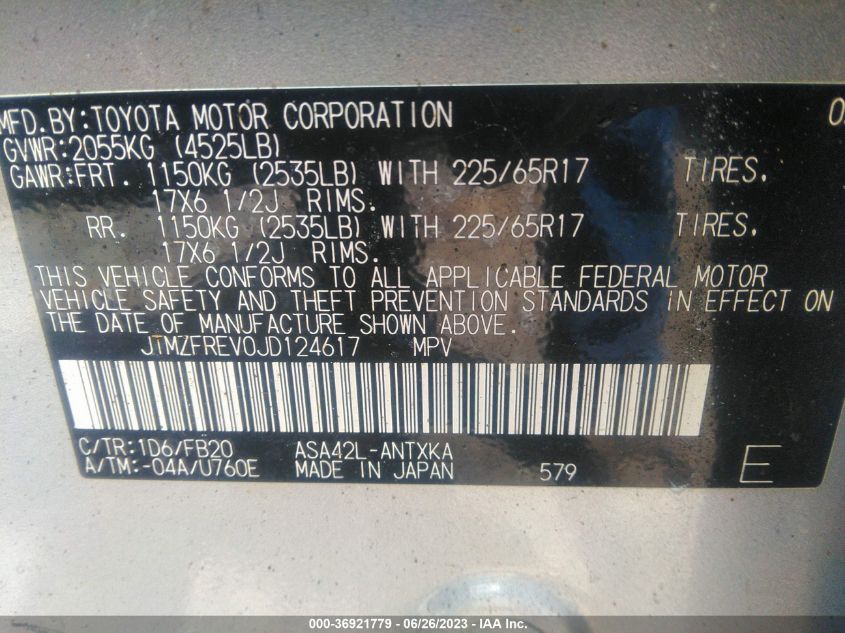 MFD.BY:TOYOTA MOTOR CORPORATION 0
GVWR:2055KG (4525LB)
GAWR:FRT. 1150KG (2535LB) WITH 225/65R17 TIRES.
17X6 1/2J RIMS.
RR. 1150KG (2535LB) WITH 225/65R17 TIRES.
17X6 1/2J RIMS.
THIS VEHICLE CONFORMS TO ALL APPLICABLE FEDERAL MOTOR
VEHICLE SAFETY AND THEFT PREVENTION STANDARDS IN EFFECT ON
THE DATE OF MANUFACTURE SHOWN ABOVE.
JTMZFREV0JD124617 MPV
C/TR:1D6/FB20 ASA42L-ANTXKA
A/TM:-04A/U760E MADE IN JAPAN 579 E
000-36921779 - 06/26/2023 - IAA Inc.